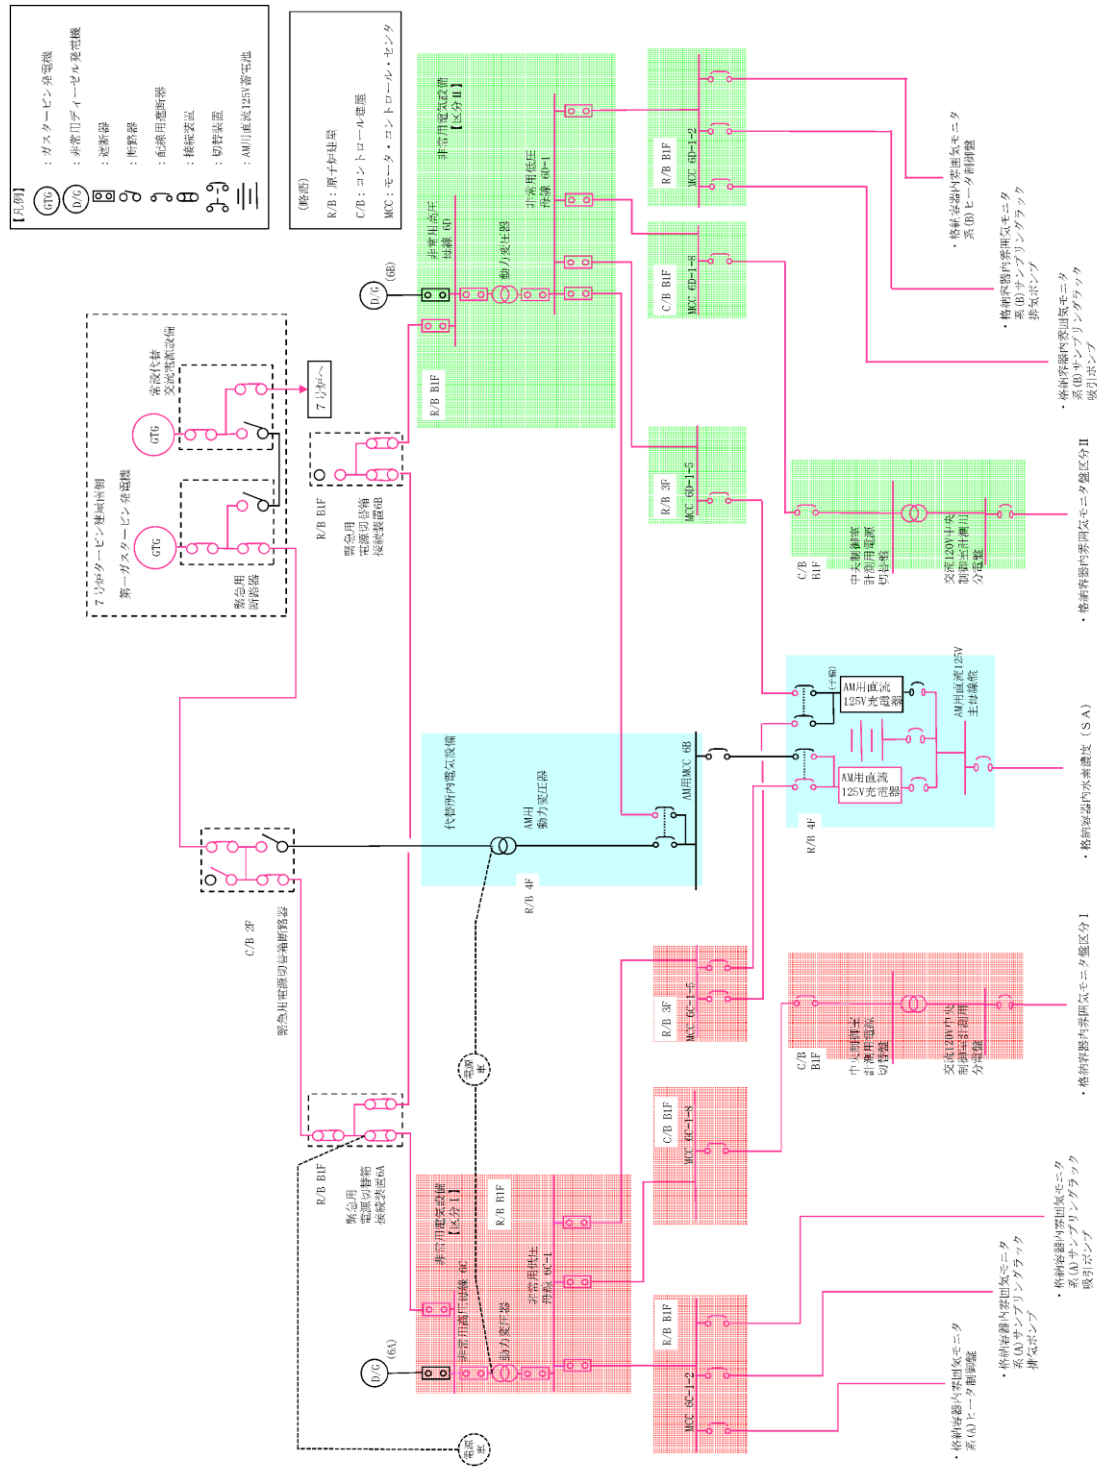 【凡例】
GTG
：ガスタービン発電機
D/G
：非常用ディーゼル発電機
：遮断器
：断路器
：配線用遮断器
：接続装置
：切替装置
：AM用直流125V蓄電池
(略語)
R/B：原子炉建屋
C/B：コントロール建屋
MCC：モータ・コントロール・センタ
7号炉タービン建屋南側
第一ガスタービン発電機
GTG
緊急用
断路器
常設代替
交流電源設備
GTG
7号炉へ
C/B 2F
緊急用電源切替箱断路器
R/B B1F
緊急用
電源切替箱
接続装置6A
R/B B1F
緊急用
電源切替箱
接続装置6B
電源
車
電源
車
D/G
(6A)
非常用電気設備
【区分Ⅰ】
R/B B1F
非常用高圧母線 6C
動力変圧器
非常用低圧
母線 6C-1
D/G
(6B)
非常用電気設備
【区分Ⅱ】
R/B B1F
非常用高圧
母線 6D
動力変圧器
非常用低圧
母線 6D-1
代替所内電気設備
AM用
動力変圧器
R/B 4F
AM用MCC 6B
R/B B1F
MCC 6C-1-2
C/B B1F
MCC 6C-1-8
R/B 3F
MCC 6C-1-5
R/B 3F
MCC 6D-1-5
C/B B1F
MCC 6D-1-8
R/B B1F
MCC 6D-1-2
C/B
B1F
中央制御室
計測用電源
切替盤
交流120V中央
制御室計測用
分電盤
R/B 4F
AM用直流
125V充電器
(予備)
AM用直流
125V充電器
AM用直流125V
主母線盤
C/B
B1F
中央制御室
計測用電源
切替盤
交流120V中央
制御室計測用
分電盤
・格納容器内雰囲気モニタ
系(A)ヒータ制御盤
・格納容器内雰囲気モニタ
系(A)サンプリングラック
排気ポンプ
・格納容器内雰囲気モニタ
系(A)サンプリングラック
吸引ポンプ
・格納容器内雰囲気モニタ盤区分Ⅰ
・格納容器内水素濃度（ＳＡ）
・格納容器内雰囲気モニタ盤区分Ⅱ
・格納容器内雰囲気モニタ
系(B)サンプリングラック
吸引ポンプ
・格納容器内雰囲気モニタ
系(B)サンプリングラック
排気ポンプ
・格納容器内雰囲気モニタ
系(B)ヒータ制御盤